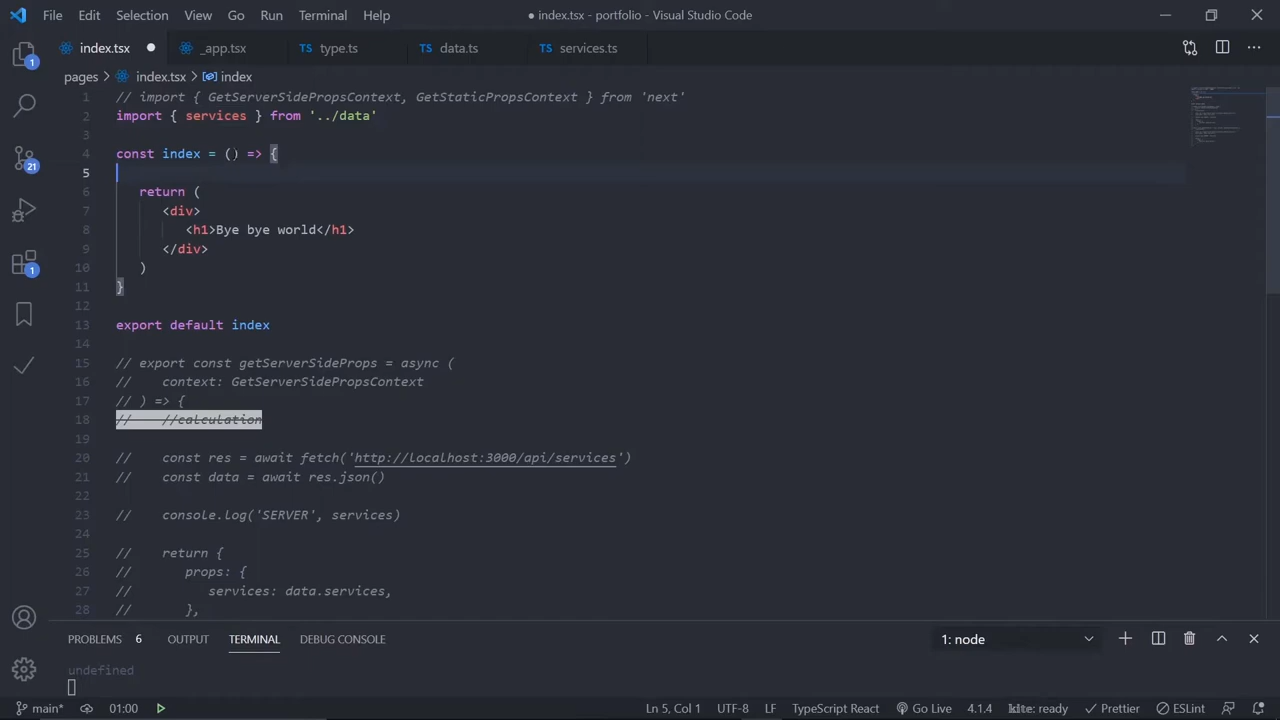 File Edit Selection View Go Run Terminal Help ● index.tsx - portfolio - Visual Studio Code
index.tsx _app.tsx TS type.ts TS data.ts TS services.ts
pages > index.tsx > index
1 // import { GetServerSidePropsContext, GetStaticPropsContext } from 'next'
2 import { services } from '../data'
3
4 const index = () => {
5
6 return (
7 <div>
8 <h1>Bye bye world</h1>
9 </div>
10 )
11 }
12
13 export default index
14
15 // export const getServerSideProps = async (
16 // context: GetServerSidePropsContext
17 // ) => {
18 // //calculation
19
20 // const res = await fetch('http://localhost:3000/api/services')
21 // const data = await res.json()
22
23 // console.log('SERVER', services)
24
25 // return {
26 // props: {
27 // services: data.services,
28 // },
1
21
1
PROBLEMS 6 OUTPUT TERMINAL DEBUG CONSOLE 1: node
undefined
main* 01:00 Ln 5, Col 1 UTF-8 LF TypeScript React Go Live 4.1.4 kite: ready Prettier ESLint